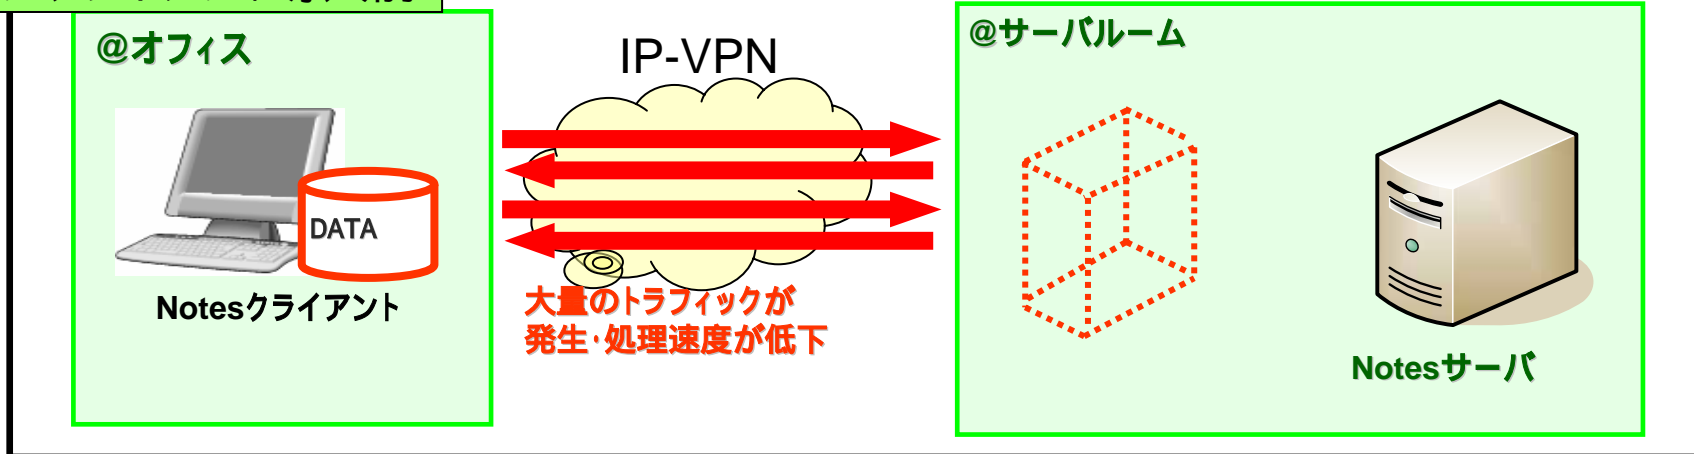 @オフィス
IP-VPN
@サーバルーム
DATA
Notesクライアント
大量のトラフィックが
発生・処理速度が低下
Notesサーバ